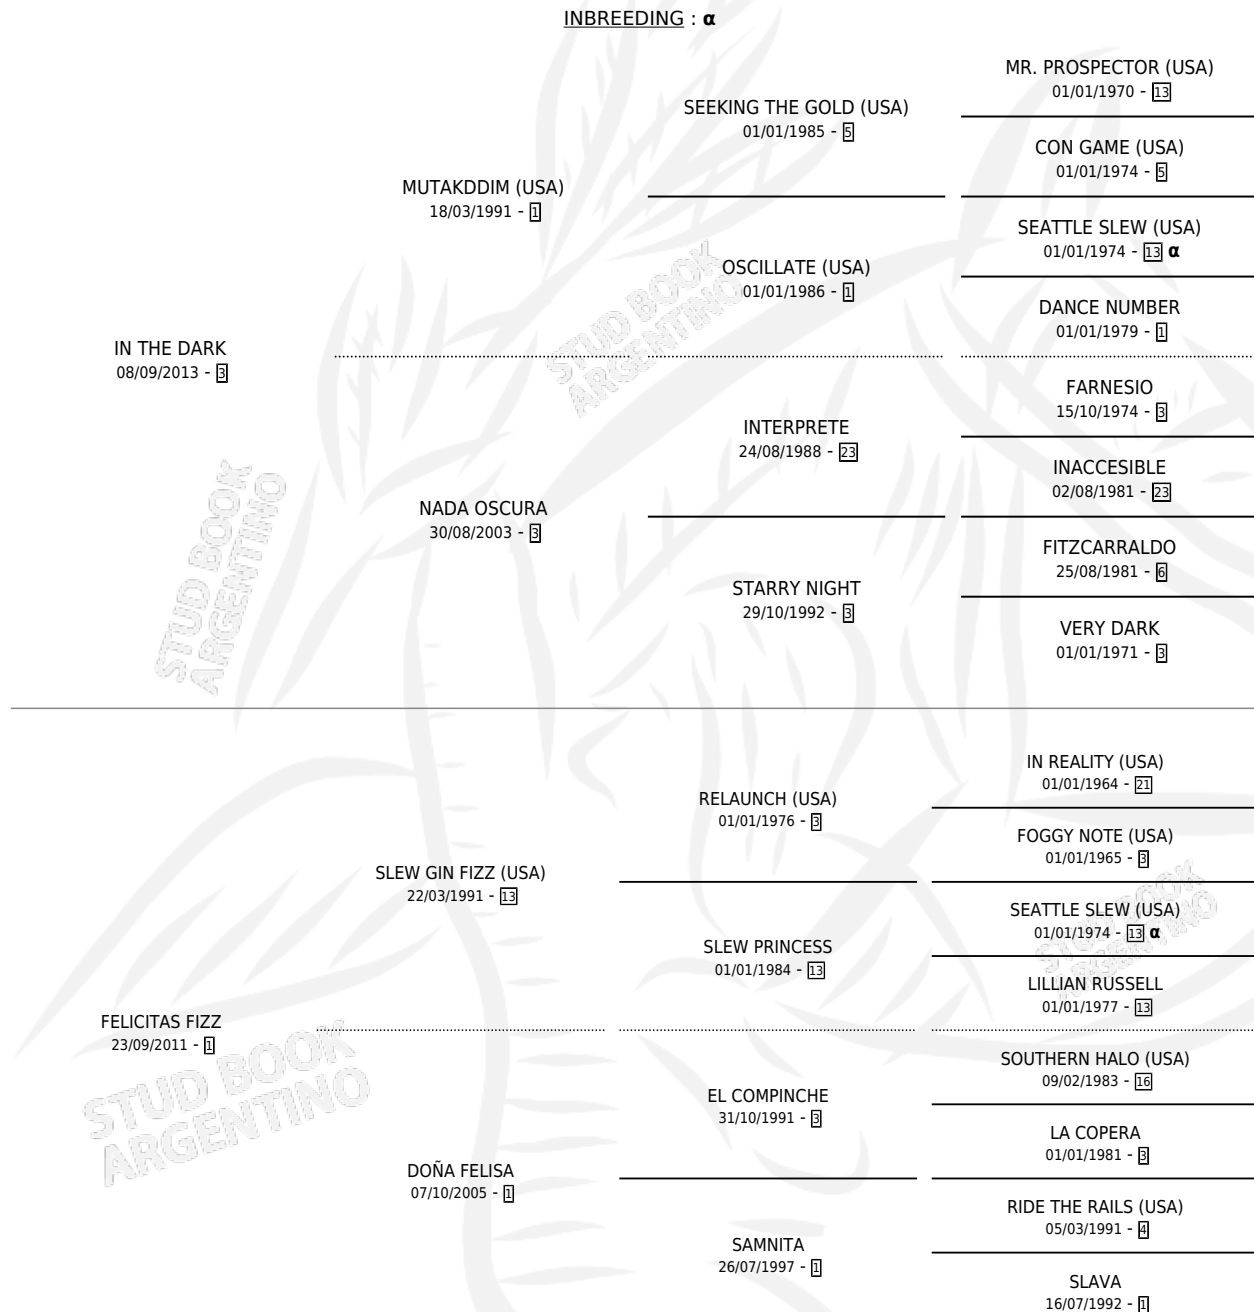 INBREEDING : α
MR. PROSPECTOR (USA)
01/01/1970 - 13
SEEKING THE GOLD (USA)
01/01/1985 - 5
CON GAME (USA)
01/01/1974 - 5
MUTAKDDIM (USA)
18/03/1991 - 1
SEATTLE SLEW (USA)
01/01/1974 - 13 α
OSCILLATE (USA)
01/01/1986 - 1
DANCE NUMBER
01/01/1979 - 1
IN THE DARK
08/09/2013 - 3
FARNESIO
15/10/1974 - 3
INTERPRETE
24/08/1988 - 23
INACCESIBLE
02/08/1981 - 23
NADA OSCURA
30/08/2003 - 3
FITZCARRALDO
25/08/1981 - 6
STARRY NIGHT
29/10/1992 - 3
VERY DARK
01/01/1971 - 3
IN REALITY (USA)
01/01/1964 - 21
RELAUNCH (USA)
01/01/1976 - 3
FOGGY NOTE (USA)
01/01/1965 - 3
SLEW GIN FIZZ (USA)
22/03/1991 - 13
SEATTLE SLEW (USA)
01/01/1974 - 13 α
SLEW PRINCESS
01/01/1984 - 13
LILLIAN RUSSELL
01/01/1977 - 13
FELICITAS FIZZ
23/09/2011 - 1
SOUTHERN HALO (USA)
09/02/1983 - 16
EL COMPINCHE
31/10/1991 - 3
LA COPERA
01/01/1981 - 3
DOÑA FELISA
07/10/2005 - 1
RIDE THE RAILS (USA)
05/03/1991 - 4
SAMNITA
26/07/1997 - 1
SLAVA
16/07/1992 - 1
STUD BOOK
ARGENTINO
STUD BOOK
ARGENTINO
STUD BOOK
ARGENTINO
STUD BOOK
ARGENTINO